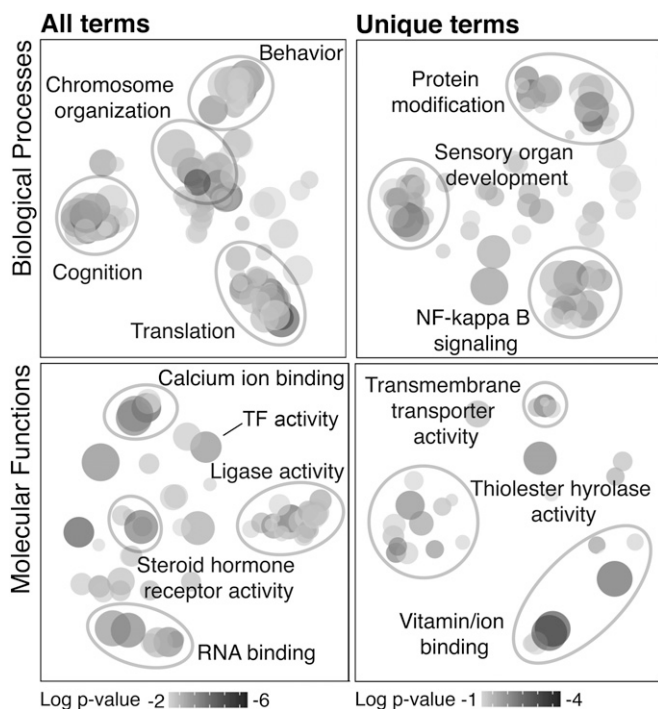 All terms
Unique terms
Biological Processes
Behavior
Chromosome
organization
Cognition
Translation
Protein
modification
Sensory organ
development
NF-kappa B
signaling
Molecular Functions
Calcium ion binding
TF activity
Ligase activity
Steroid hormone
receptor activity
RNA binding
Transmembrane
transporter
activity
Thiolester hyrolase
activity
Vitamin/ion
binding
Log p-value -2 -6
Log p-value -1 -4